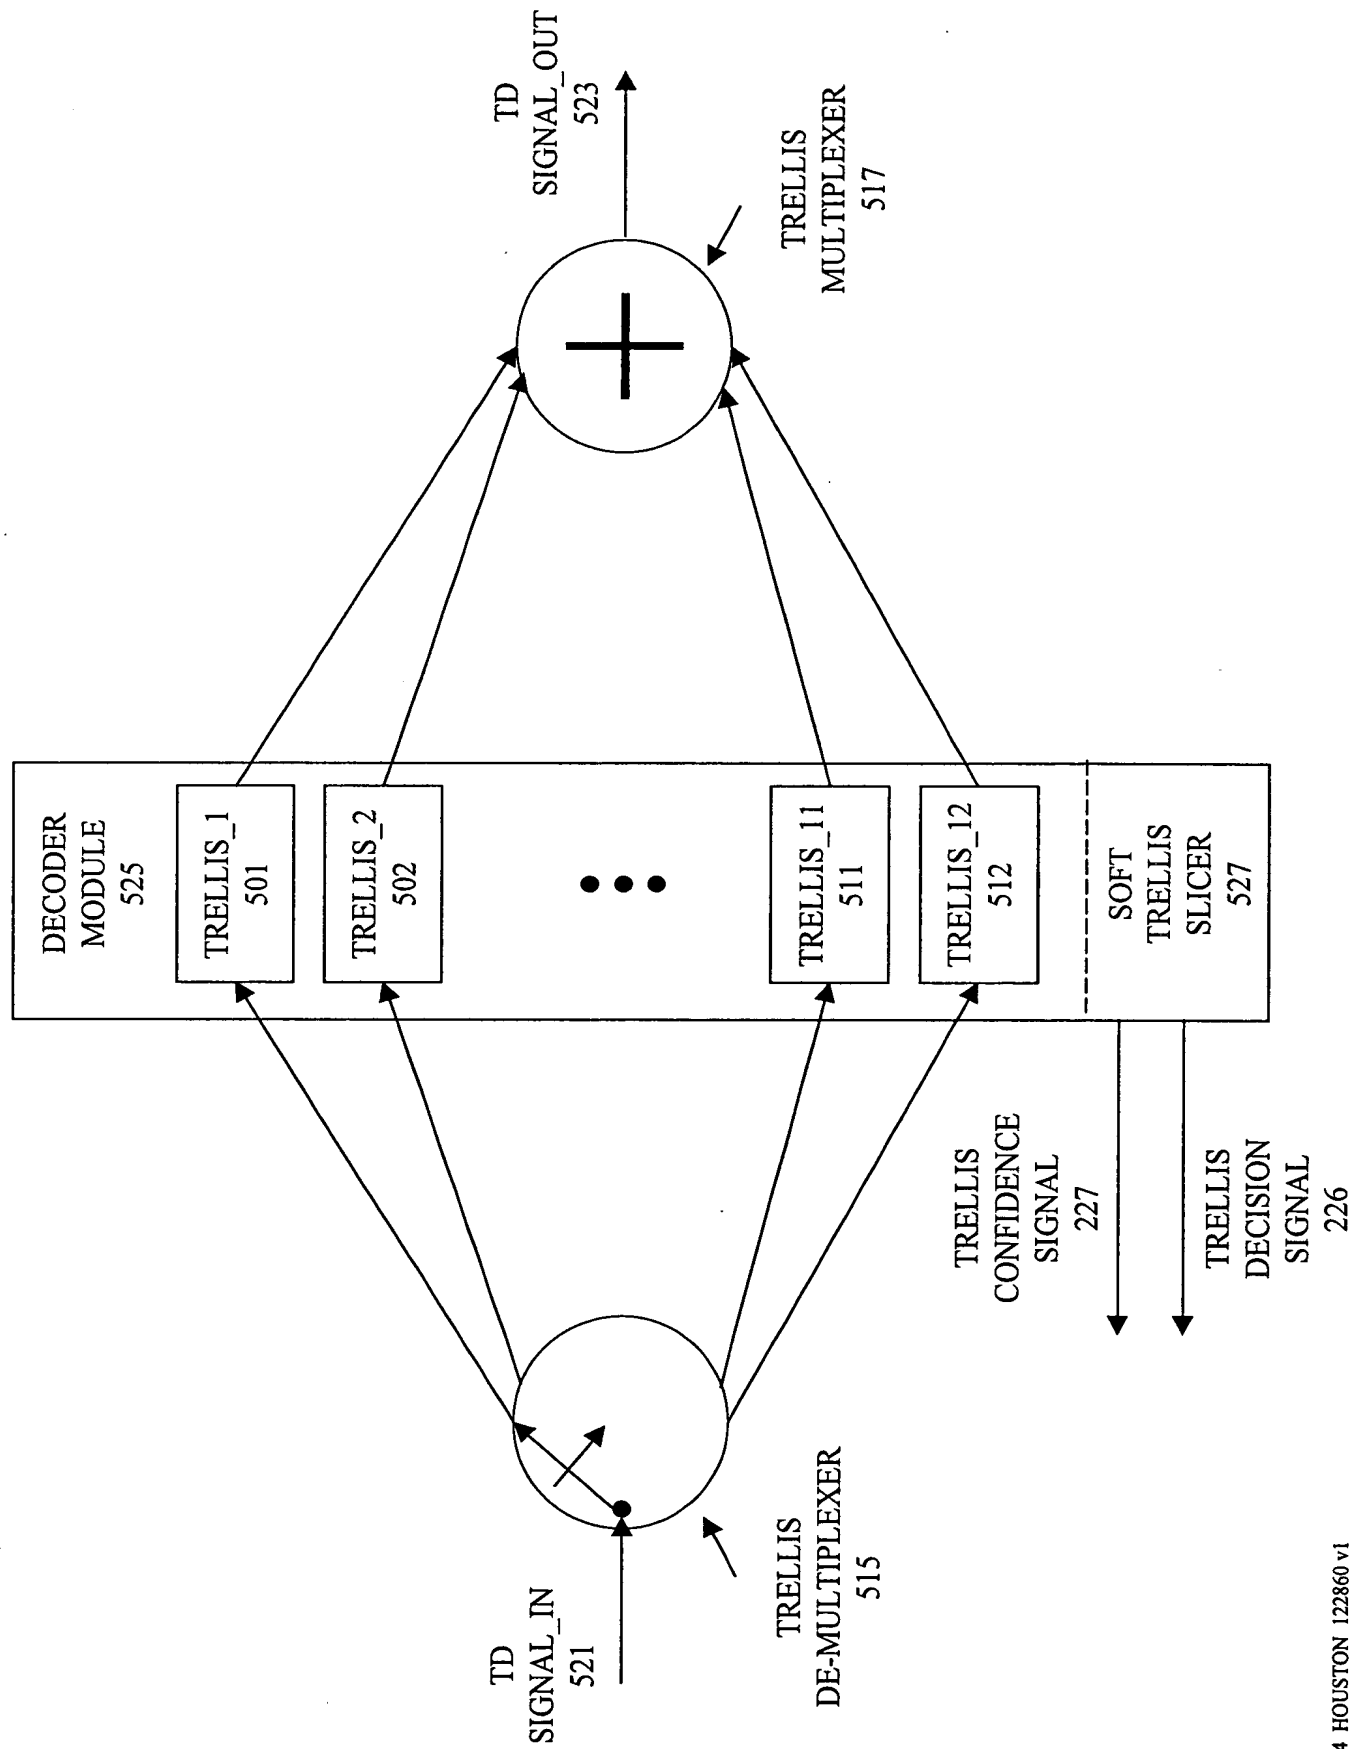 TD
SIGNAL_IN
521
TRELLIS
DE-MULTIPLEXER
515
DECODER
MODULE
525
TRELLIS_1
501
TRELLIS_2
502
TRELLIS_11
511
TRELLIS_12
512
SOFT
TRELLIS
SLICER
527
TRELLIS
CONFIDENCE
SIGNAL
227
TRELLIS
DECISION
SIGNAL
226
TD
SIGNAL_OUT
523
TRELLIS
MULTIPLEXER
517
4 HOUSTON 122860 v1